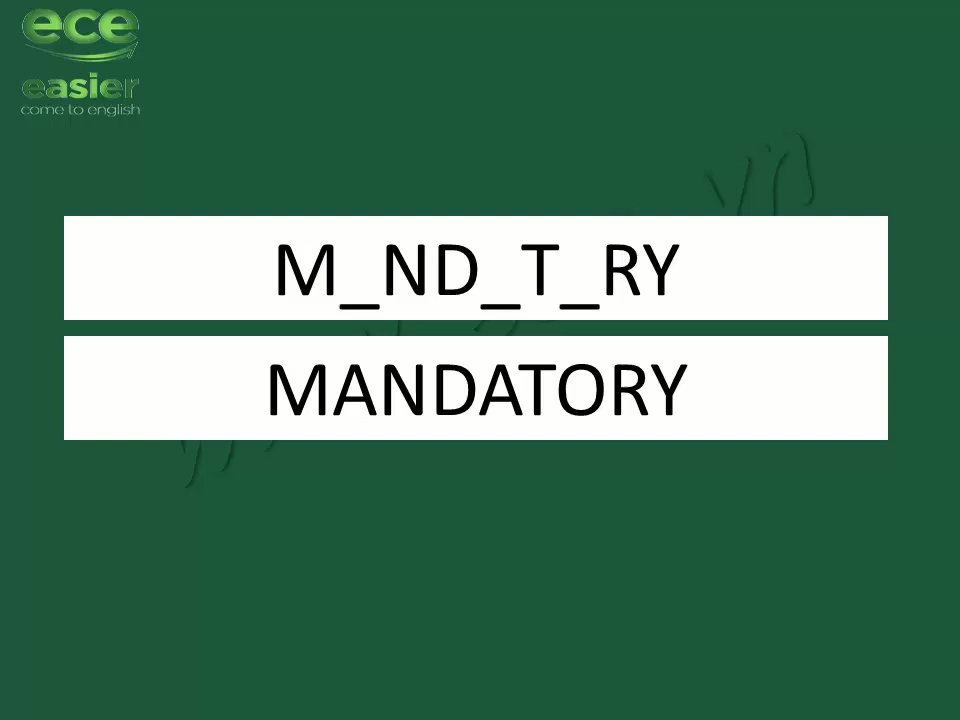 ece
easier
come to english
M_ND_T_RY
MANDATORY